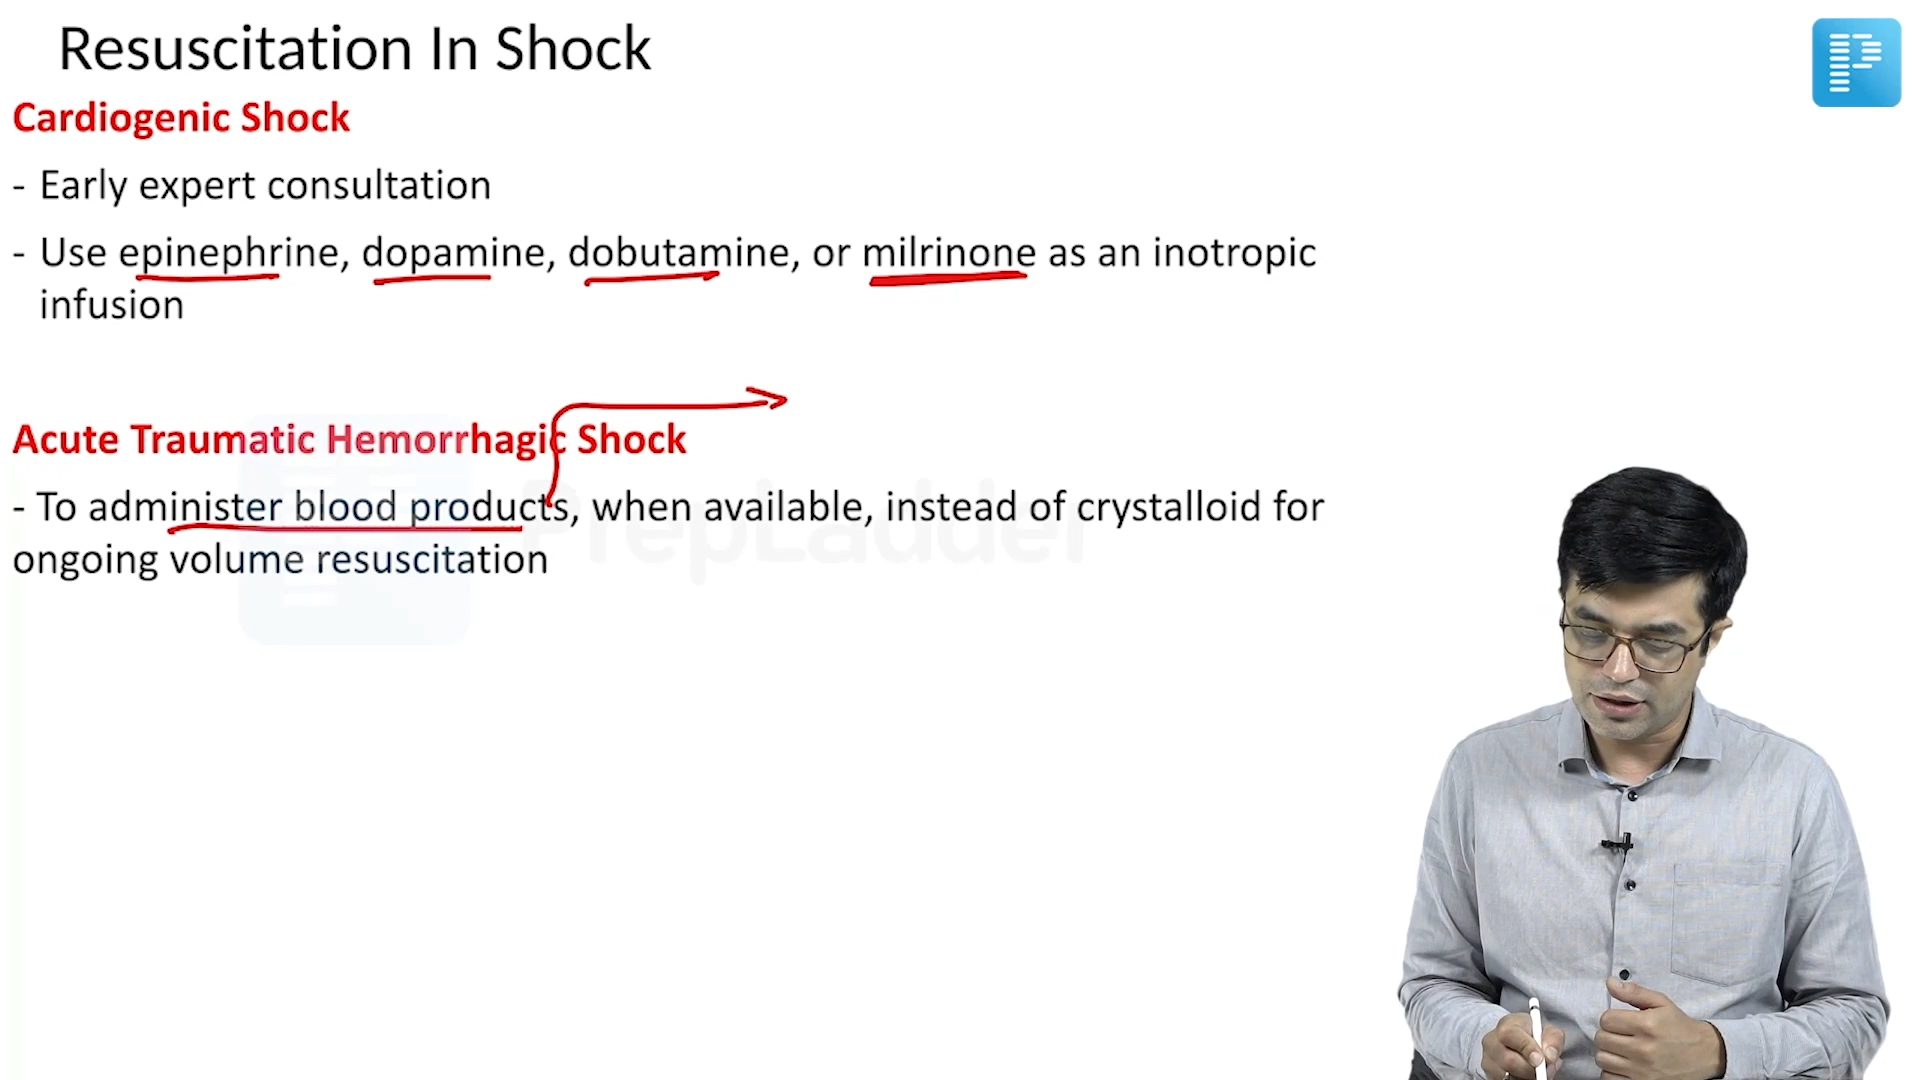 Resuscitation In Shock
Cardiogenic Shock
- Early expert consultation
- Use epinephrine, dopamine, dobutamine, or milrinone as an inotropic
infusion
Acute Traumatic Hemorrhagic Shock
- To administer blood products, when available, instead of crystalloid for
ongoing volume resuscitation
PrepLadder